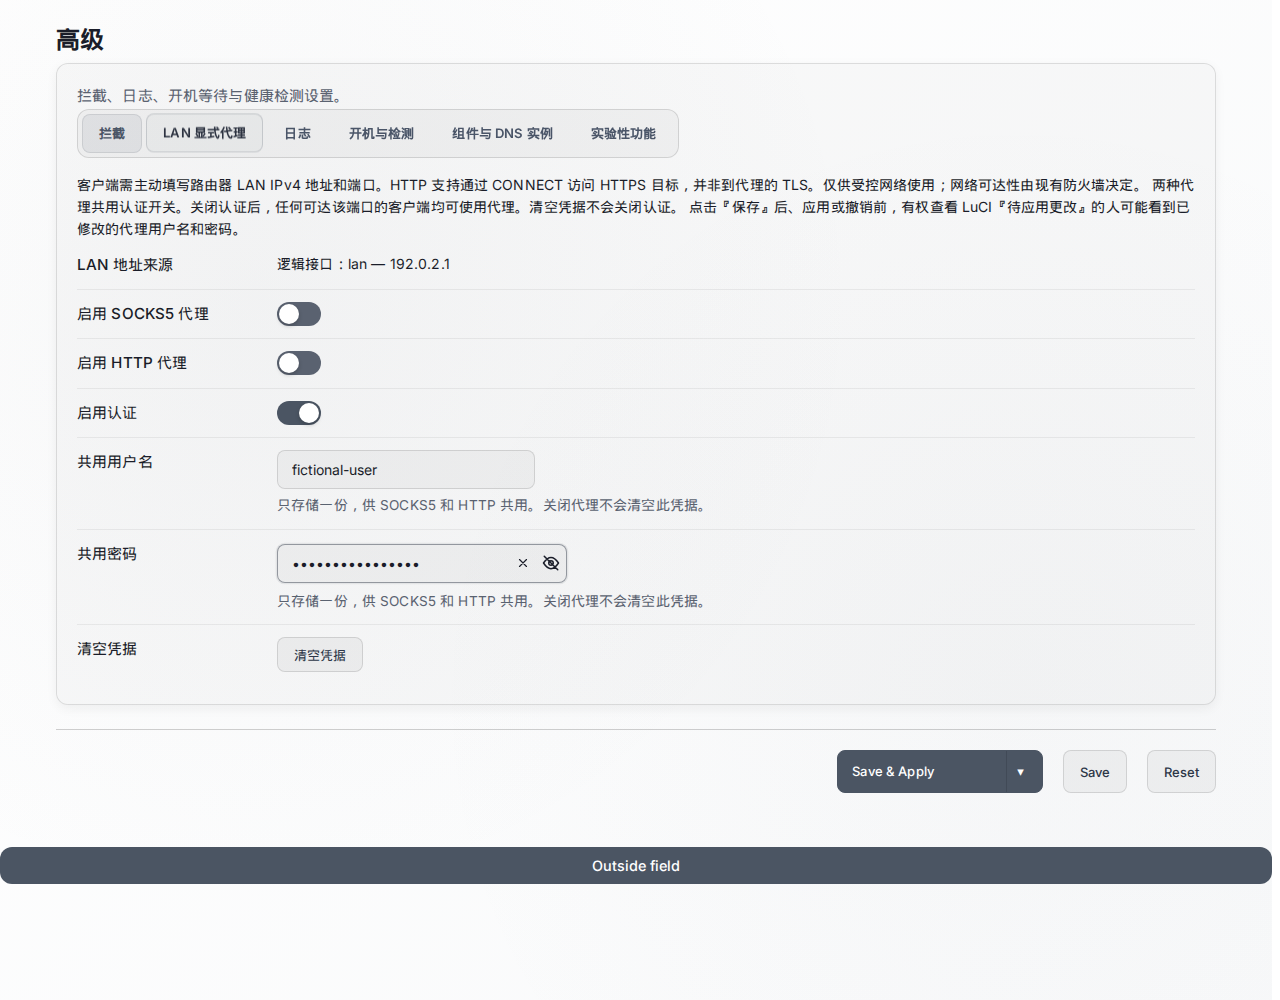 高级
拦截、日志、开机等待与健康检测设置。
拦截 LAN 显式代理 日志 开机与检测 组件与 DNS 实例 实验性功能
客户端需主动填写路由器 LAN IPv4 地址和端口。HTTP 支持通过 CONNECT 访问 HTTPS 目标，并非到代理的 TLS。仅供受控网络使用；网络可达性由现有防火墙决定。 两种代
理共用认证开关。关闭认证后，任何可达该端口的客户端均可使用代理。清空凭据不会关闭认证。 点击『保存』后、应用或撤销前，有权查看 LuCI『待应用更改』的人可能看到已
修改的代理用户名和密码。
LAN 地址来源 逻辑接口：lan — 192.0.2.1
启用 SOCKS5 代理
启用 HTTP 代理
启用认证
共用用户名 fictional-user
只存储一份，供 SOCKS5 和 HTTP 共用。关闭代理不会清空此凭据。
共用密码 ••••••••••••••••
只存储一份，供 SOCKS5 和 HTTP 共用。关闭代理不会清空此凭据。
清空凭据 清空凭据
Save & Apply ▾ Save Reset
Outside field